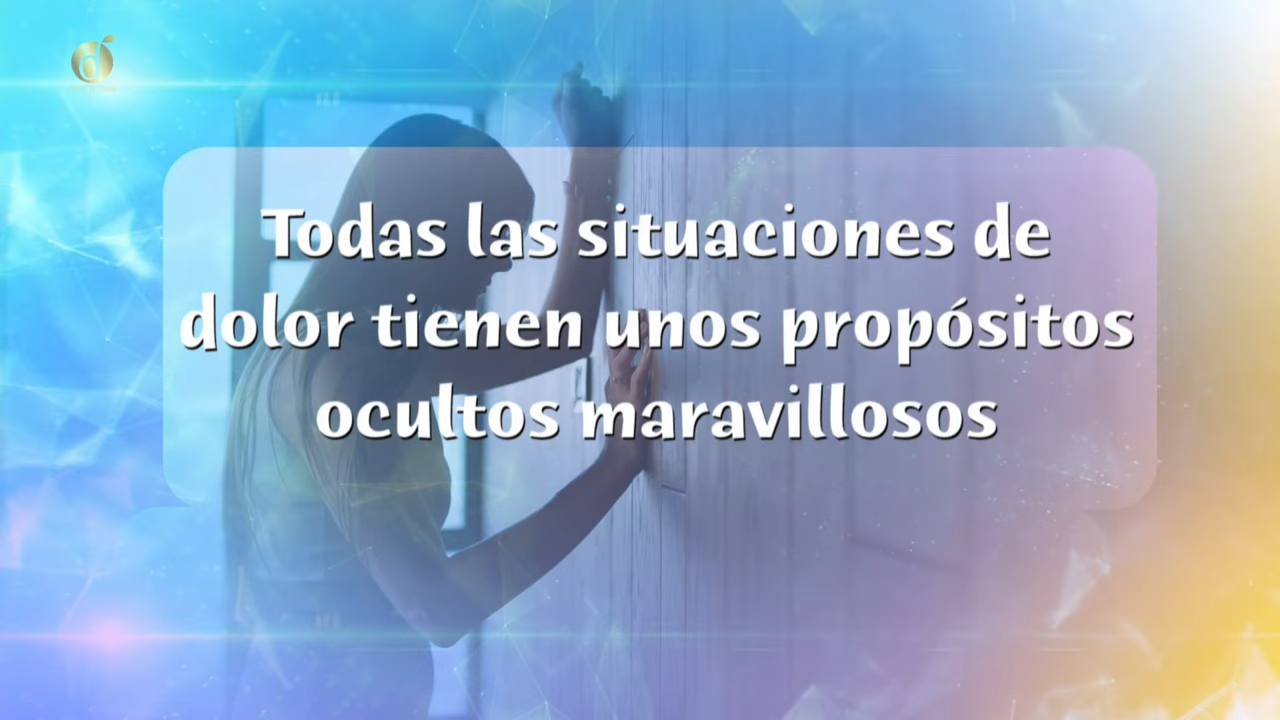 Todas las situaciones de
dolor tienen unos propósitos
ocultos maravillosos